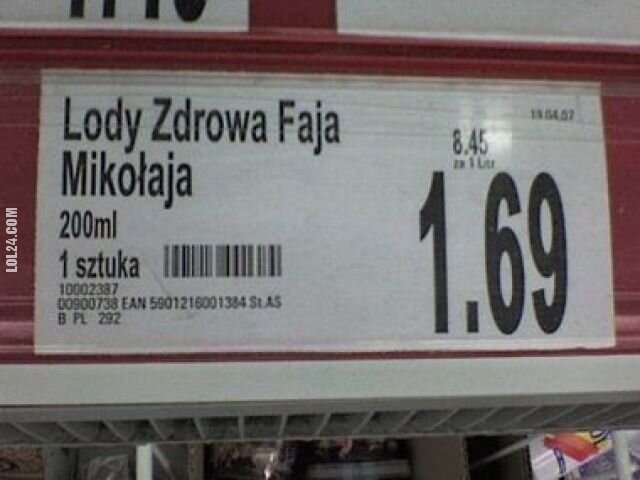 Lody Zdrowa Faja
Mikołaja
200ml
1 sztuka
10002387
00900738 EAN 5901216001384 St.AS
B PL 292
19.04.07
8.45
za 1 Litr
1.69
LOL24.COM